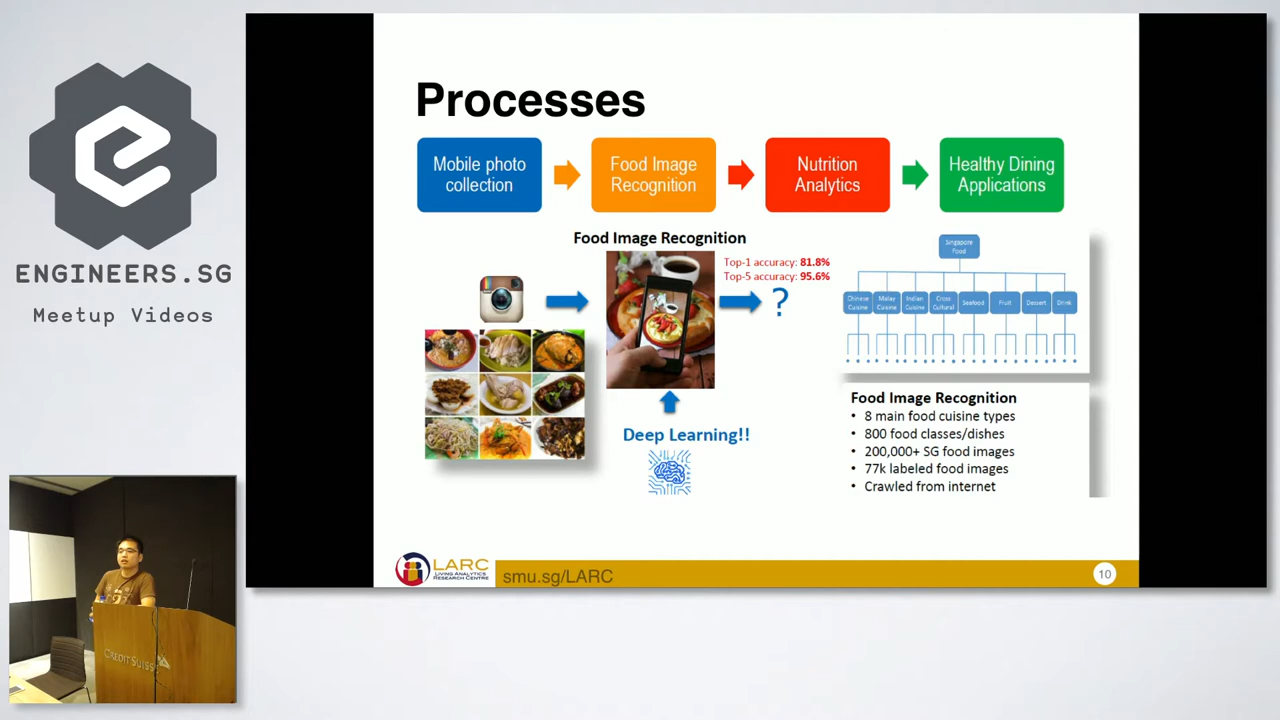 ENGINEERS.SG
Meetup Videos
Processes
Mobile photo
collection
Food Image
Recognition
Nutrition
Analytics
Healthy Dining
Applications
Food Image Recognition
Top-1 accuracy: 81.8%
Top-5 accuracy: 95.6%
?
Deep Learning!!
Singapore
Food
Chinese
Cuisine
Malay
Cuisine
Indian
Cuisine
Cross
Cultural
Seafood
Fruit
Dessert
Drink
Food Image Recognition
• 8 main food cuisine types
• 800 food classes/dishes
• 200,000+ SG food images
• 77k labeled food images
• Crawled from internet
LARC
LIVING ANALYTICS
RESEARCH CENTRE
smu.sg/LARC
10
CREDIT SUISSE